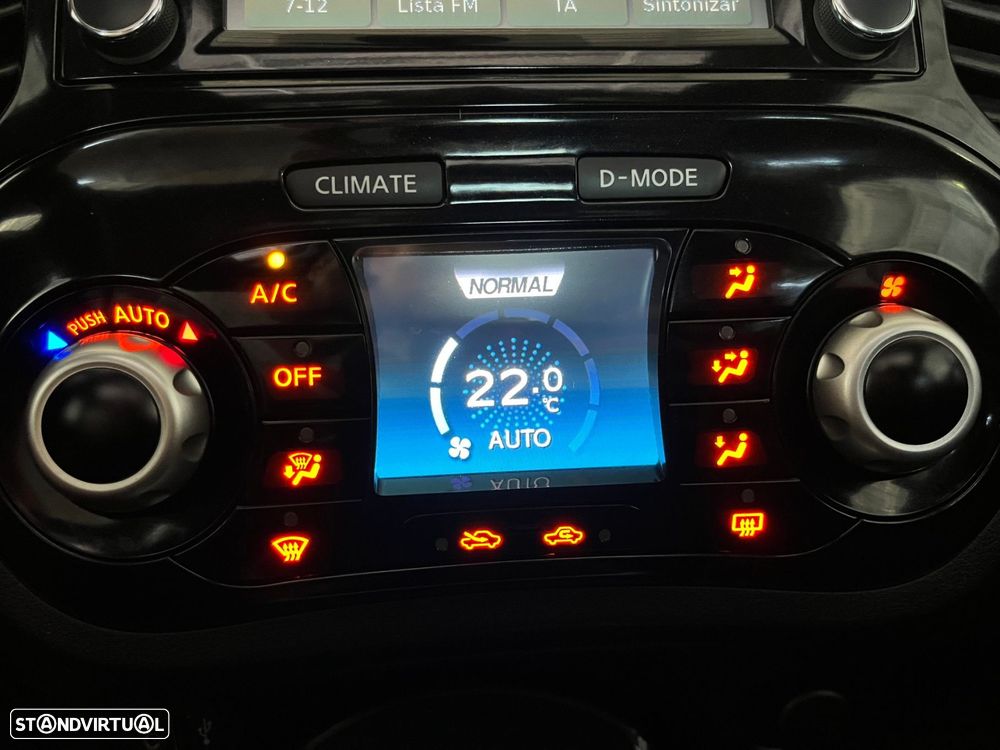 7-12 Lista FM TA Sintonizar
CLIMATE D-MODE
A/C
PUSH AUTO
OFF
NORMAL
22.0 °C
AUTO
STANDVIRTUAL